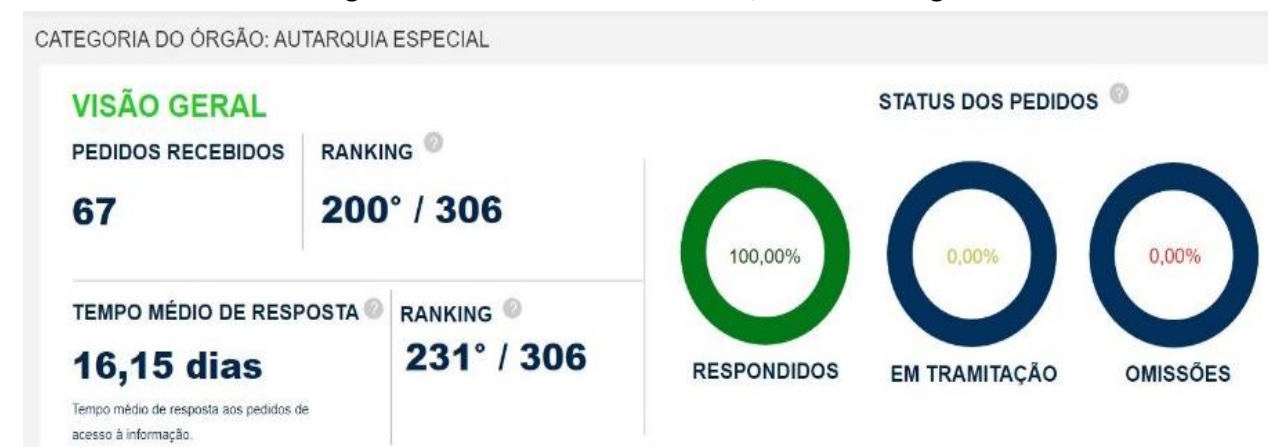 CATEGORIA DO ÓRGÃO: AUTARQUIA ESPECIAL
VISÃO GERAL
PEDIDOS RECEBIDOS
67
RANKING ?
200° / 306
TEMPO MÉDIO DE RESPOSTA ?
16,15 dias
Tempo médio de resposta aos pedidos de
acesso à informação.
RANKING ?
231° / 306
STATUS DOS PEDIDOS ?
100,00%
RESPONDIDOS
0,00%
EM TRAMITAÇÃO
0,00%
OMISSÕES